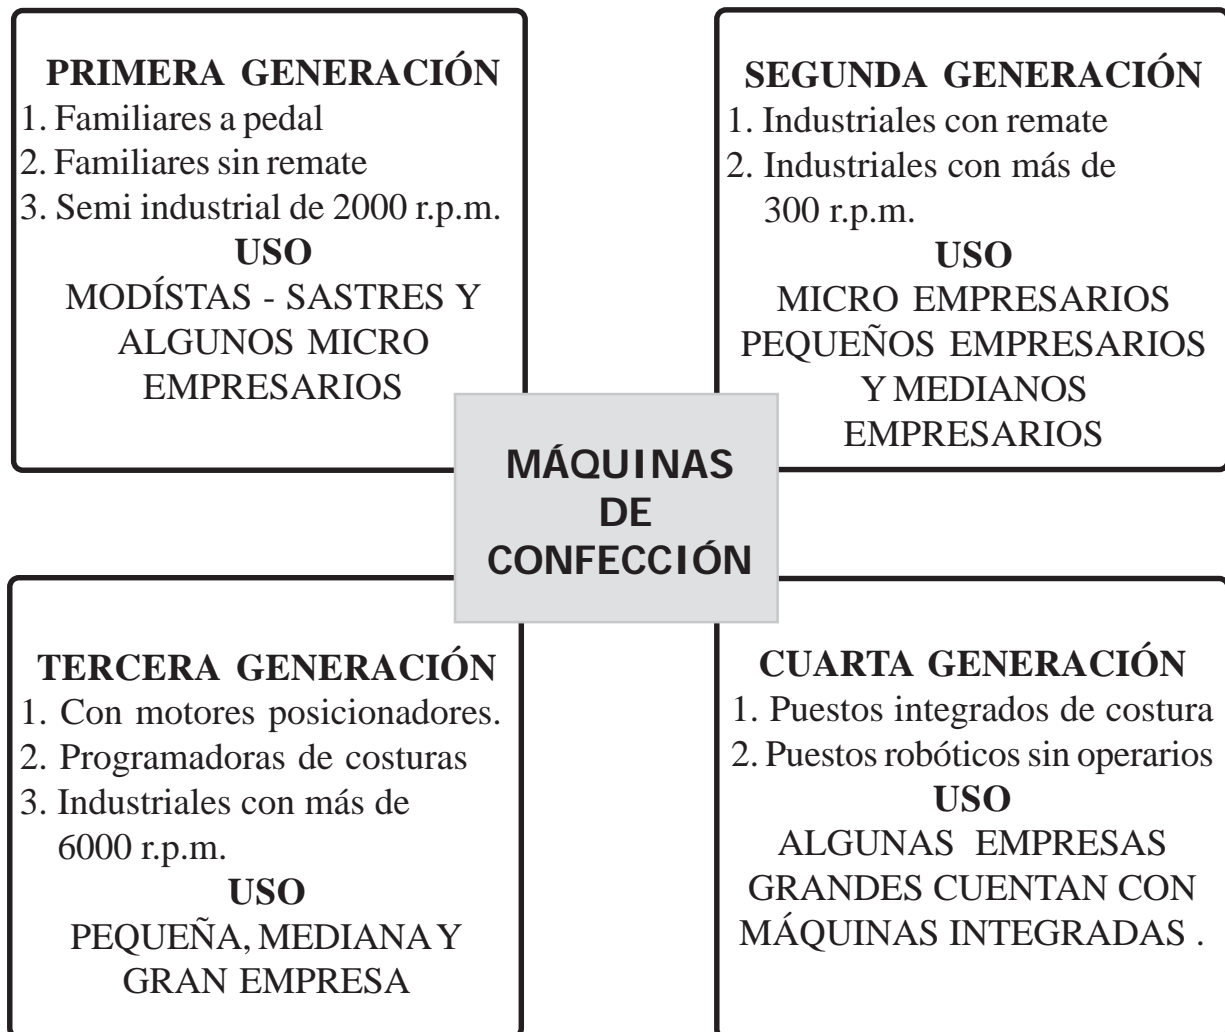 PRIMERA GENERACIÓN
1. Familiares a pedal
2. Familiares sin remate
3. Semi industrial de 2000 r.p.m.
USO
MODÍSTAS - SASTRES Y
ALGUNOS MICRO
EMPRESARIOS
SEGUNDA GENERACIÓN
1. Industriales con remate
2. Industriales con más de
300 r.p.m.
USO
MICRO EMPRESARIOS
PEQUEÑOS EMPRESARIOS
Y MEDIANOS
EMPRESARIOS
MÁQUINAS
DE
CONFECCIÓN
TERCERA GENERACIÓN
1. Con motores posicionadores.
2. Programadoras de costuras
3. Industriales con más de
6000 r.p.m.
USO
PEQUEÑA, MEDIANA Y
GRAN EMPRESA
CUARTA GENERACIÓN
1. Puestos integrados de costura
2. Puestos robóticos sin operarios
USO
ALGUNAS EMPRESAS
GRANDES CUENTAN CON
MÁQUINAS INTEGRADAS .